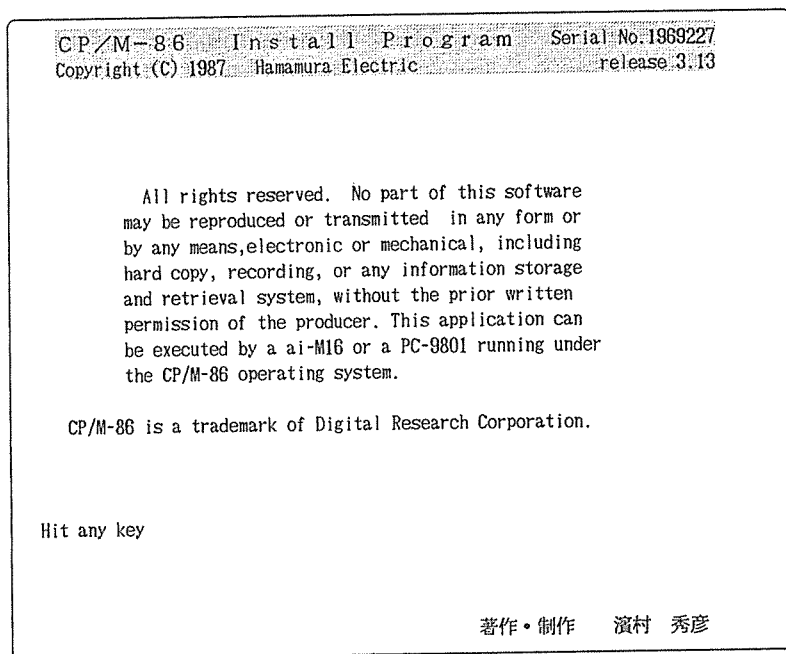 CP/M-86 Install Program Serial No.1969227
Copyright (C) 1987 Hamamura Electric release 3.13
All rights reserved. No part of this software
may be reproduced or transmitted in any form or
by any means,electronic or mechanical, including
hard copy, recording, or any information storage
and retrieval system, without the prior written
permission of the producer. This application can
be executed by a ai-M16 or a PC-9801 running under
the CP/M-86 operating system.
CP/M-86 is a trademark of Digital Research Corporation.
Hit any key
著作・制作 濱村 秀彦